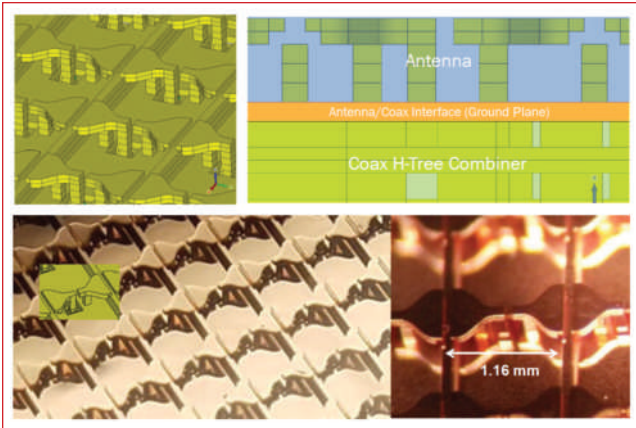 Antenna
Antenna/Coax Interface (Ground Plane)
Coax H-Tree Combiner
1.16 mm